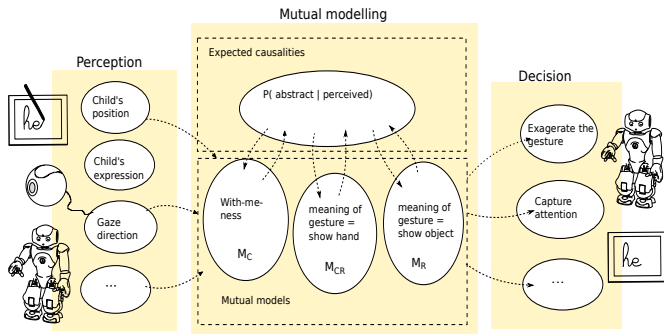 Mutual modelling
Perception
Expected causalities
Decision
Child's
position
P( abstract | perceived)
he
Child's
expression
Exagerate the
gesture
With-me-
ness
M_C
meaning of
gesture =
show hand
M_CR
meaning of
gesture =
show object
M_R
Gaze
direction
Capture
attention
he
...
Mutual models
...